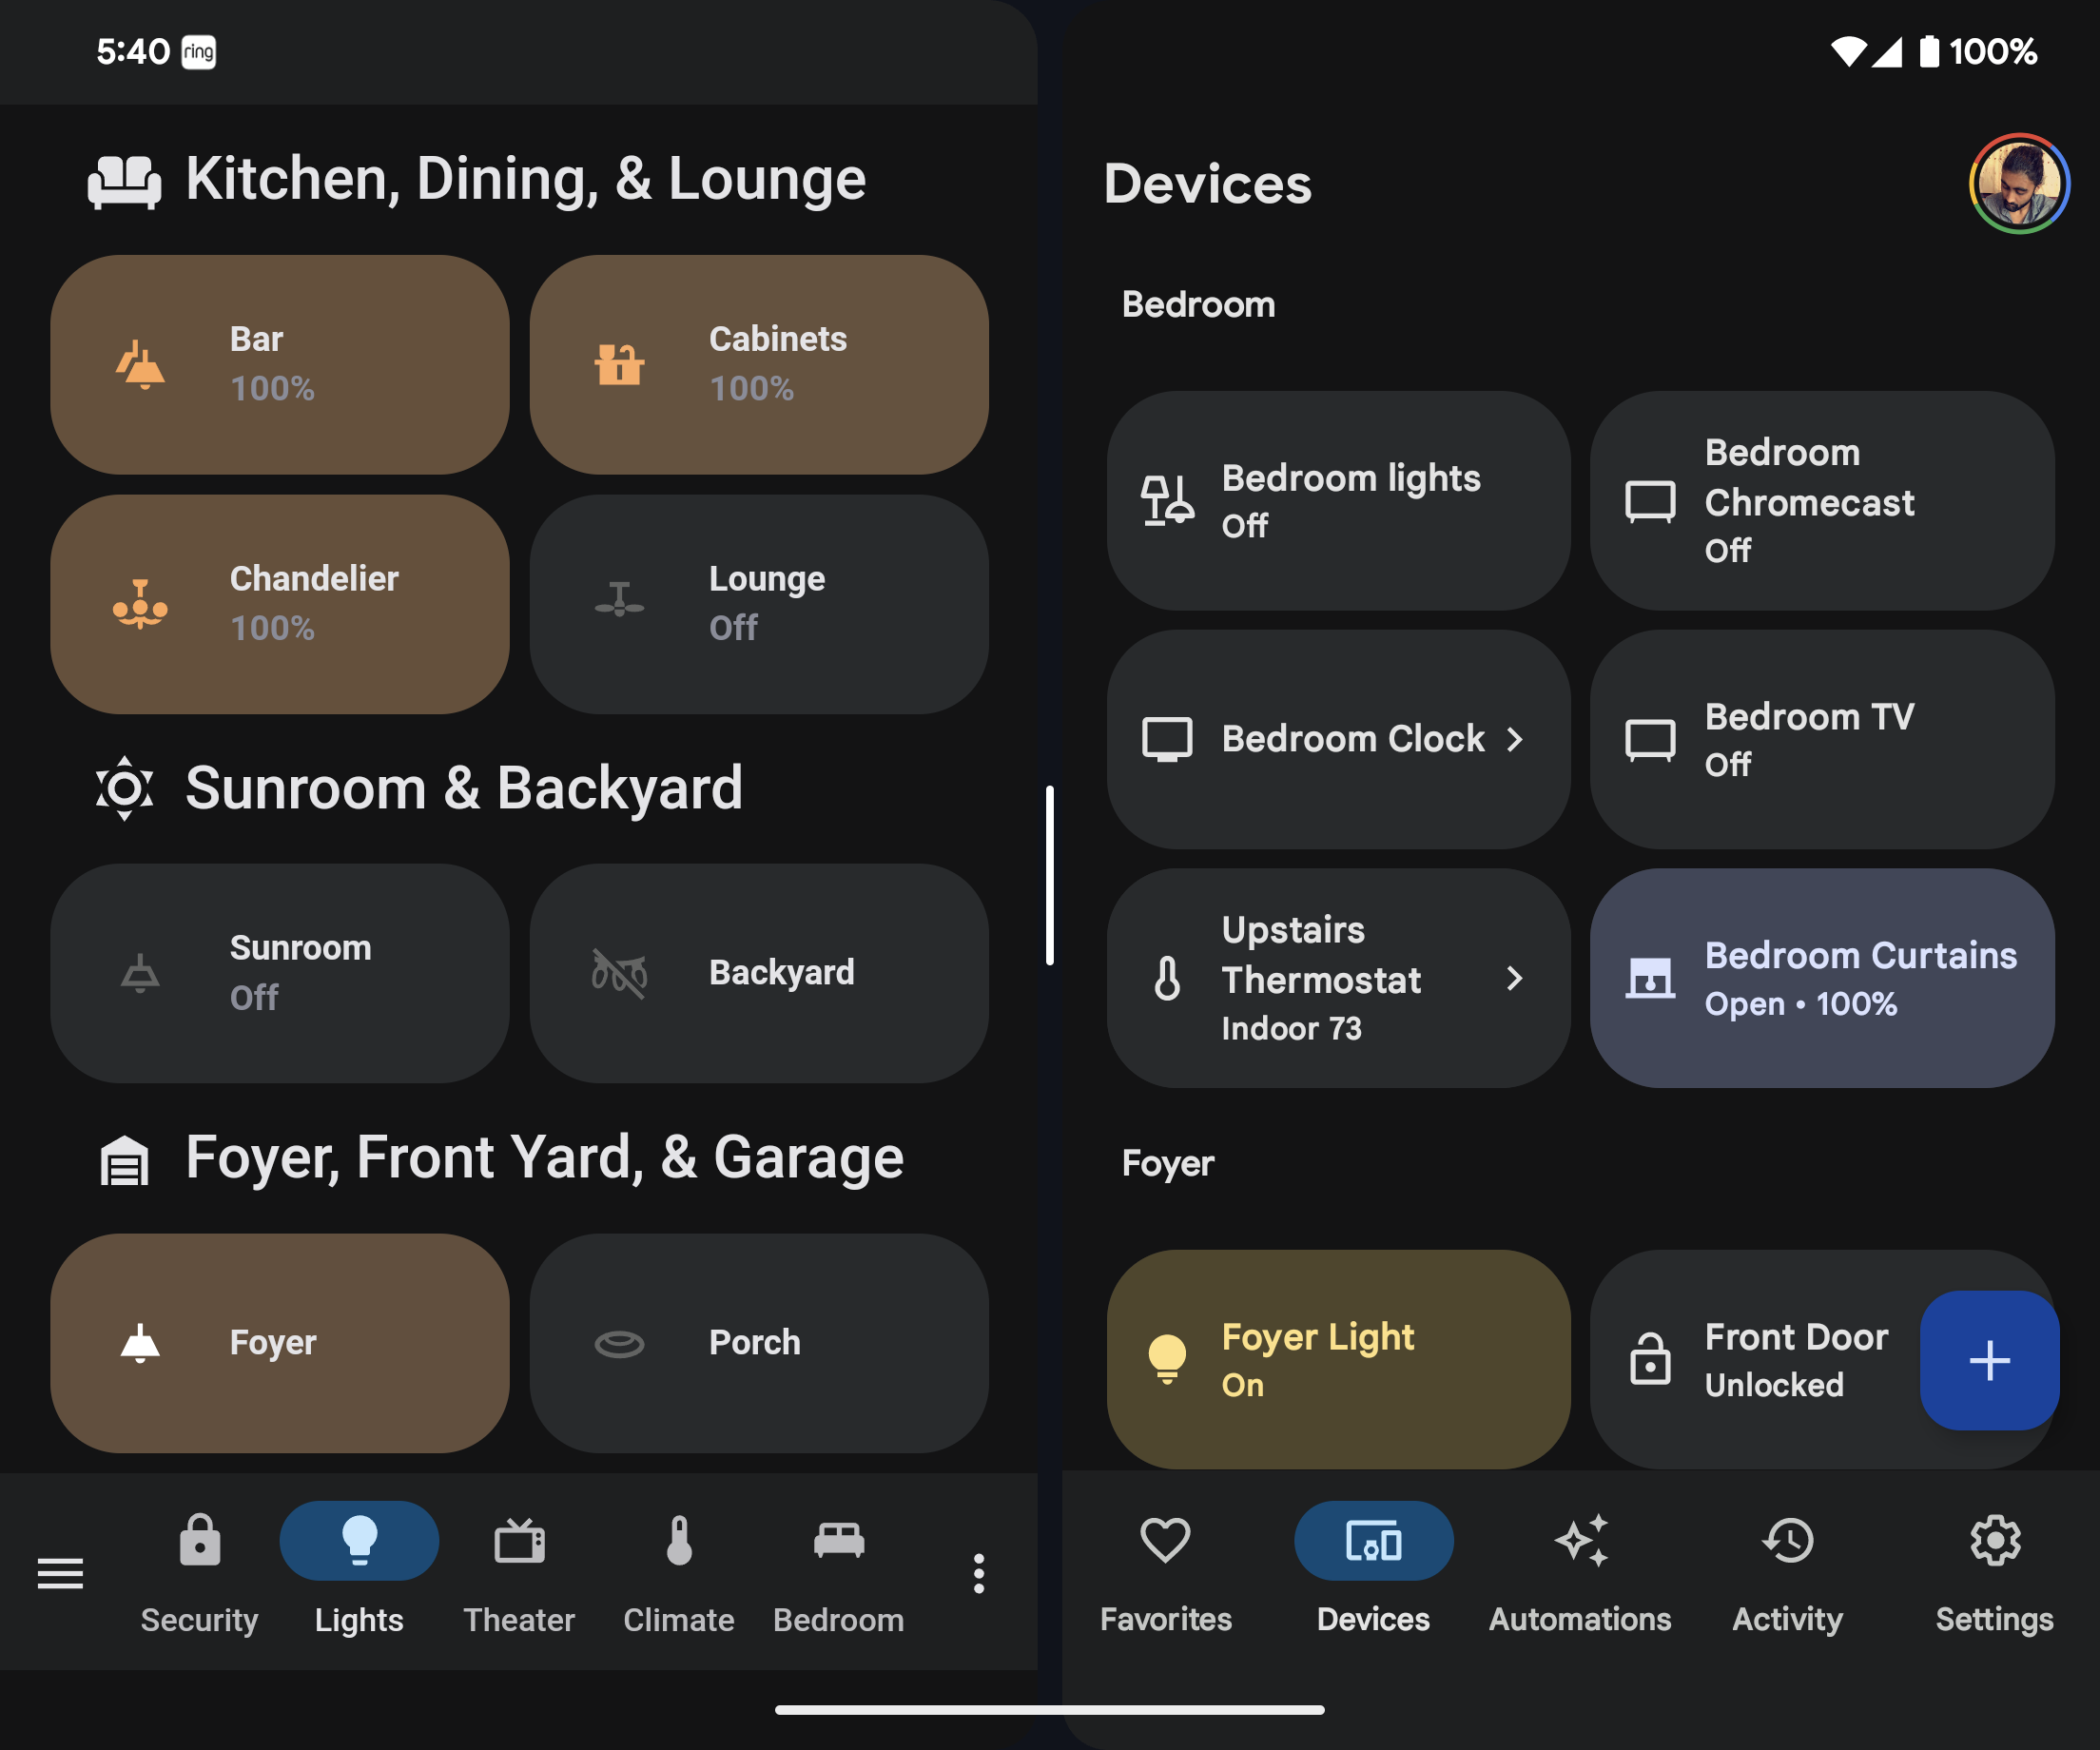 5:40 ring
100%
Kitchen, Dining, & Lounge
Bar
100%
Cabinets
100%
Chandelier
100%
Lounge
Off
Sunroom & Backyard
Sunroom
Off
Backyard
Foyer, Front Yard, & Garage
Foyer
Porch
Security
Lights
Theater
Climate
Bedroom
Devices
Bedroom
Bedroom lights
Off
Bedroom
Chromecast
Off
Bedroom Clock
Bedroom TV
Off
Upstairs
Thermostat
Indoor 73
Bedroom Curtains
Open • 100%
Foyer
Foyer Light
On
Front Door
Unlocked
Favorites
Devices
Automations
Activity
Settings